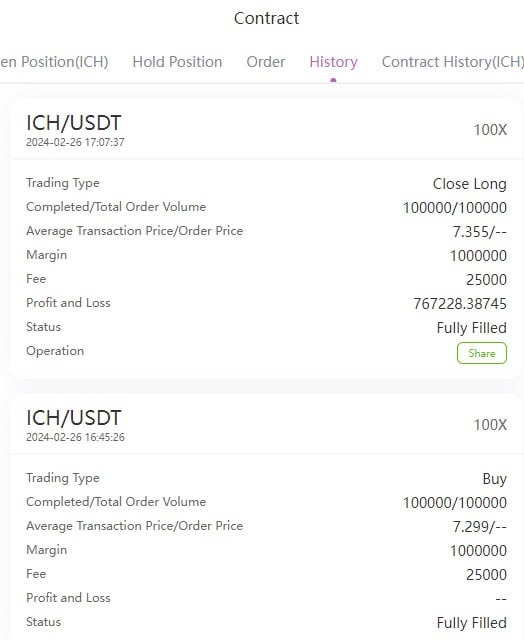 Contract
en Position(ICH) Hold Position Order History Contract History(ICH)
ICH/USDT
2024-02-26 17:07:37
100X
Trading Type Close Long
Completed/Total Order Volume 100000/100000
Average Transaction Price/Order Price 7.355/--
Margin 1000000
Fee 25000
Profit and Loss 767228.38745
Status Fully Filled
Operation Share
ICH/USDT
2024-02-26 16:45:26
100X
Trading Type Buy
Completed/Total Order Volume 100000/100000
Average Transaction Price/Order Price 7.299/--
Margin 1000000
Fee 25000
Profit and Loss --
Status Fully Filled